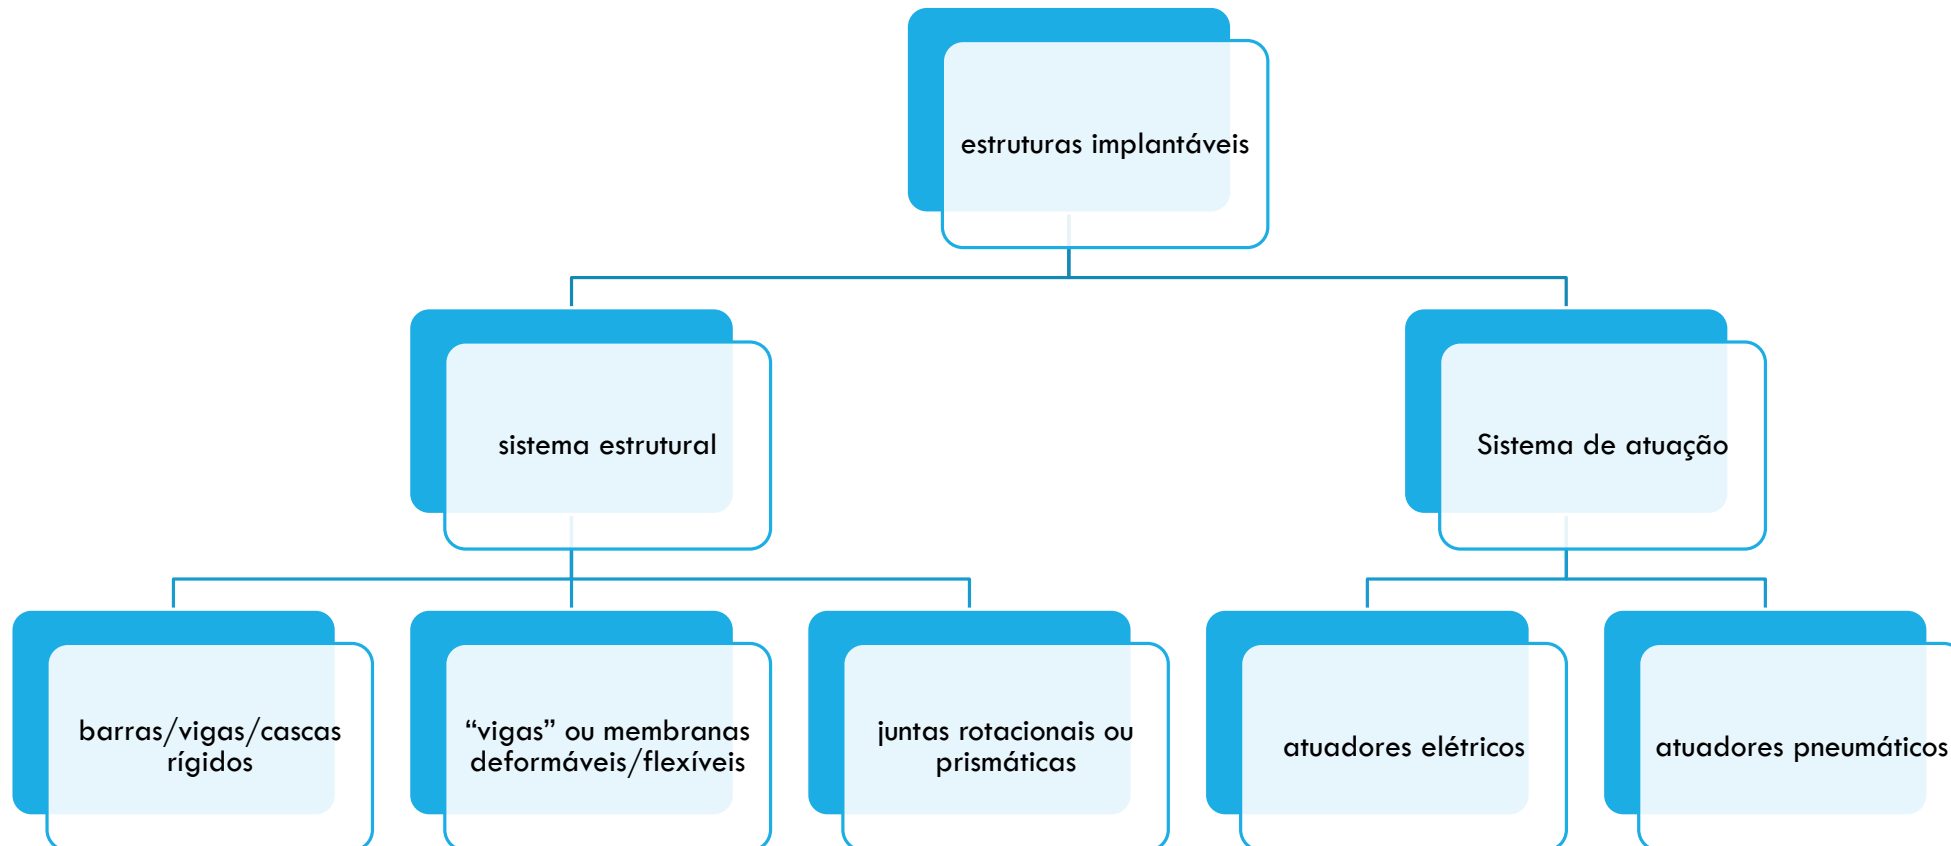 estruturas implantáveis
sistema estrutural
Sistema de atuação
barras/vigas/cascas
rígidos
“vigas” ou membranas
deformáveis/flexíveis
juntas rotacionais ou
prismáticas
atuadores elétricos
atuadores pneumáticos